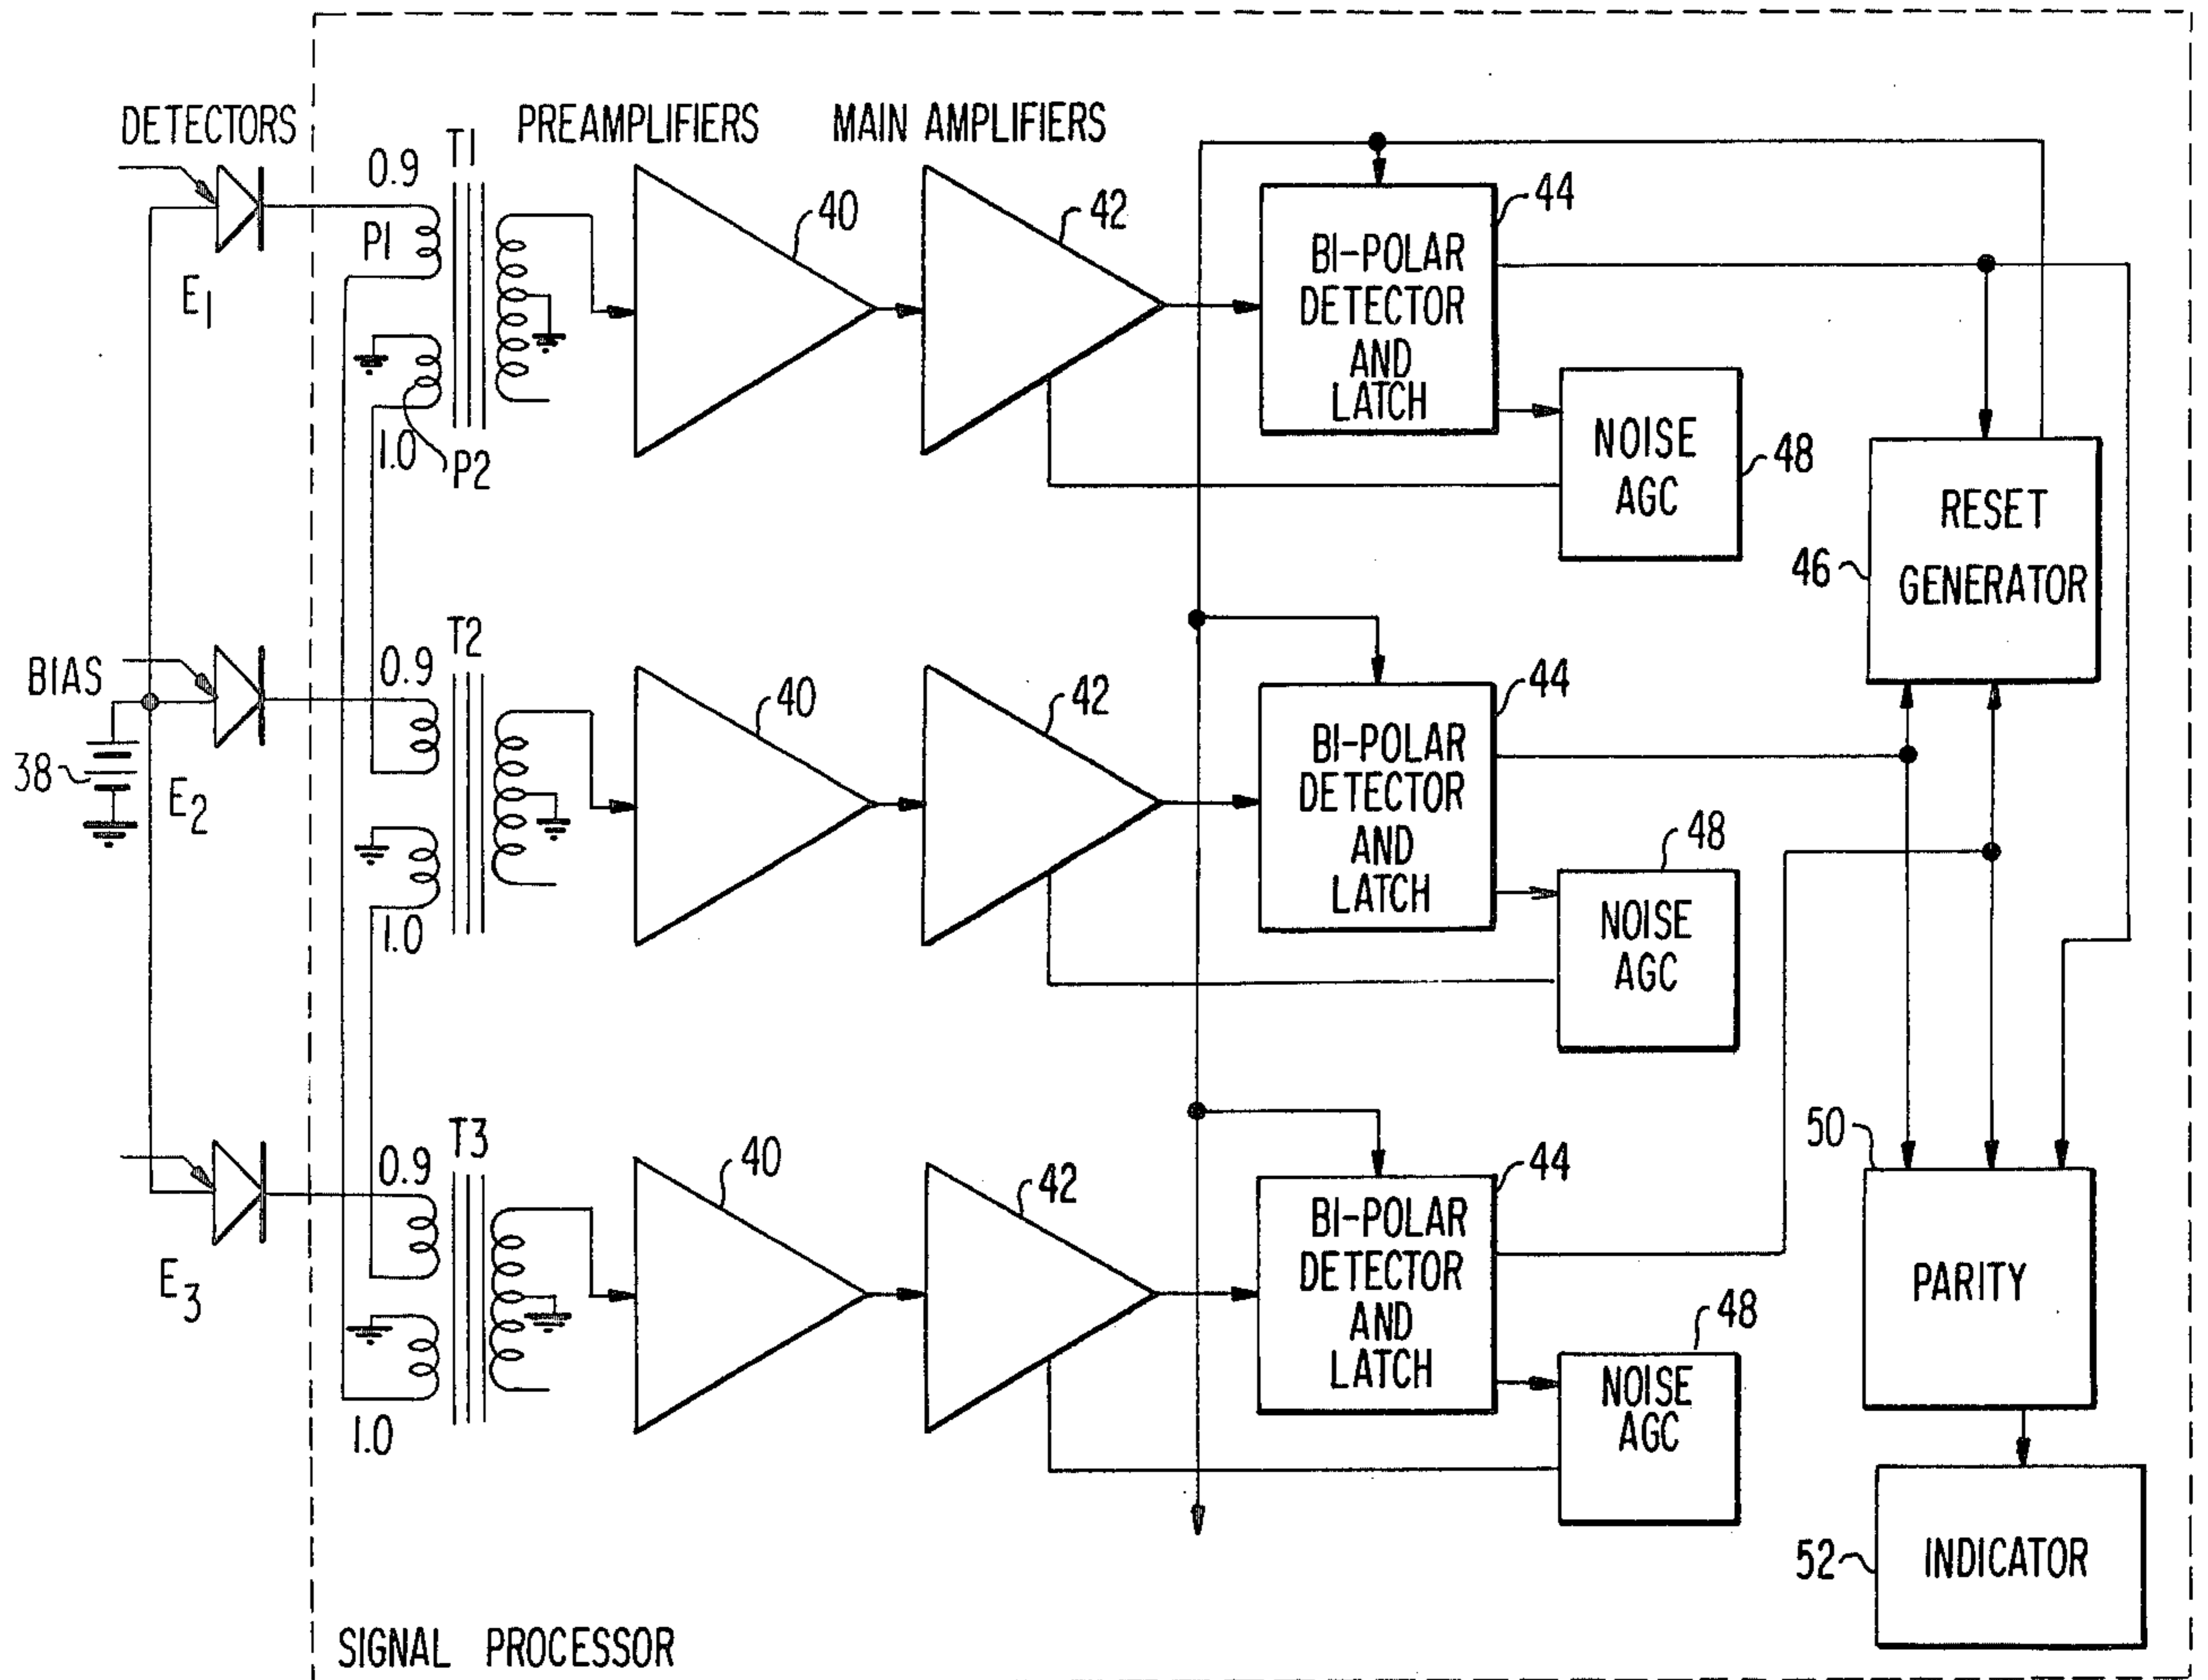 DETECTORS
PREAMPLIFIERS
MAIN AMPLIFIERS
0.9
T1
P1
E1
1.0
P2
40
42
44
BI-POLAR
DETECTOR
AND
LATCH
NOISE
AGC
48
RESET
GENERATOR
46
BIAS
38
E2
0.9
T2
1.0
40
42
44
BI-POLAR
DETECTOR
AND
LATCH
48
NOISE
AGC
E3
0.9
T3
1.0
40
42
44
BI-POLAR
DETECTOR
AND
LATCH
48
NOISE
AGC
50
PARITY
52
INDICATOR
SIGNAL PROCESSOR